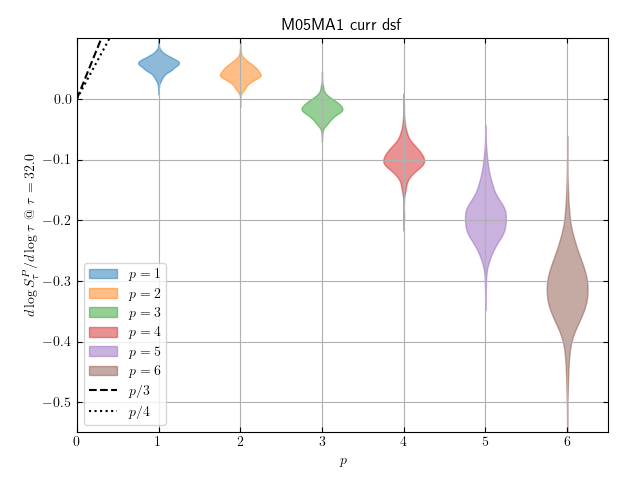 M05MA1 curr dsf
d log S_τ^P / d log τ @ τ = 32.0
0.0
−0.1
−0.2
−0.3
−0.4
−0.5
p = 1
p = 2
p = 3
p = 4
p = 5
p = 6
p/3
p/4
0 1 2 3 4 5 6
p